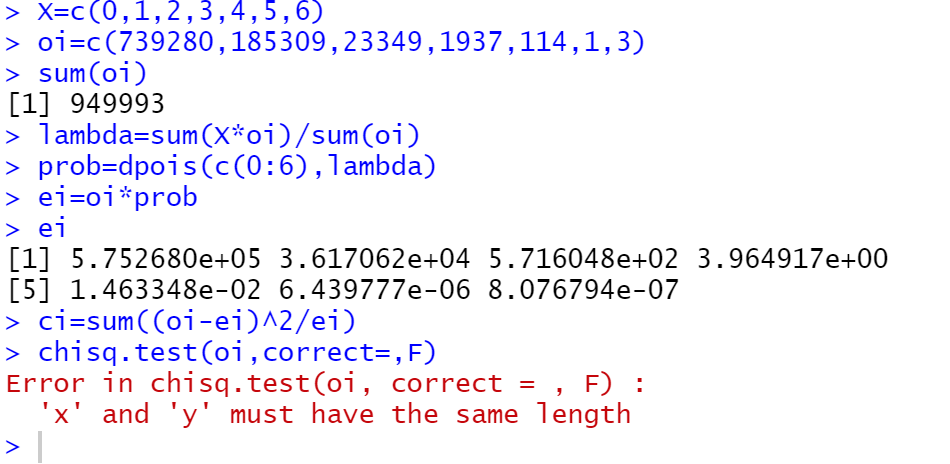 > X=c(0,1,2,3,4,5,6)
> oi=c(739280,185309,23349,1937,114,1,3)
> sum(oi)
[1] 949993
> lambda=sum(X*oi)/sum(oi)
> prob=dpois(c(0:6),lambda)
> ei=oi*prob
> ei
[1] 5.752680e+05 3.617062e+04 5.716048e+02 3.964917e+00
[5] 1.463348e-02 6.439777e-06 8.076794e-07
> ci=sum((oi-ei)^2/ei)
> chisq.test(oi,correct=,F)
Error in chisq.test(oi, correct = , F) :
  'x' and 'y' must have the same length
>